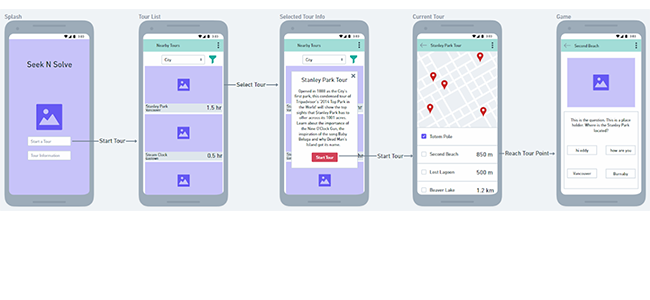 Splash
Seek N Solve
Start a Tour
Tour Information
Start Tour
Tour List
Nearby Tours
City
Stanley Park
Vancouver
1.5 hr
Steam Clock
0.5 hr
Select Tour
Selected Tour Info
Nearby Tours
City
Stanley Park Tour
Opened in 1888 as the City's
first park, this condensed tour of
Tripadvisor's '2014 Top Park in
the World' will show the top
sights that Stanley Park has to
offer across its 1001 acres.
Learn about the importance of
the Nine O'Clock Gun, the
inspiration of the song
and why Dead Man's
Island got its name.
Start Tour
Start Tour
Current Tour
Stanley Park Tour
Totem Pole
Second Beach 850 m
Lost Lagoon 500 m
Beaver Lake 1.2 km
Reach Tour Point
Game
Second Beach
This is the question. This is a place
holder. Where is the Stanley Park
located?
hi eddy
how are you
Vancouver
Burnaby